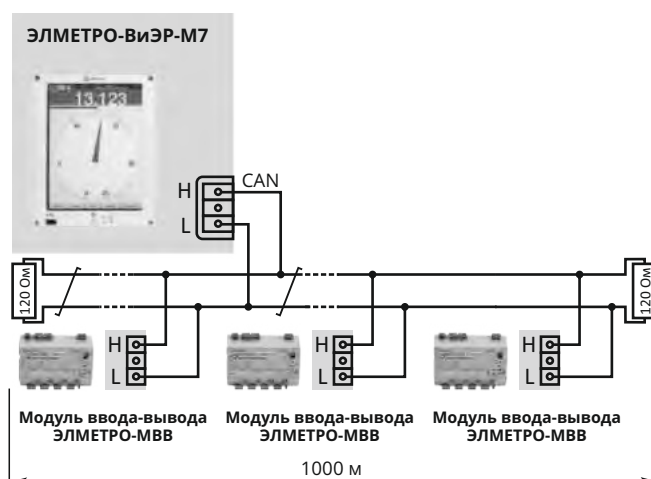 ЭЛМЕТРО-ВиЭР-М7
13.123
H
CAN
L
120 Ом
120 Ом
H
L
H
L
H
L
Модуль ввода-вывода
ЭЛМЕТРО-МВВ
Модуль ввода-вывода
ЭЛМЕТРО-МВВ
Модуль ввода-вывода
ЭЛМЕТРО-МВВ
1000 м